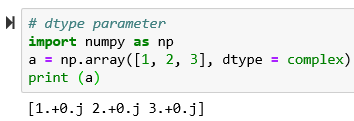 # dtype parameter
import numpy as np
a = np.array([1, 2, 3], dtype = complex)
print (a)
[1.+0.j 2.+0.j 3.+0.j]